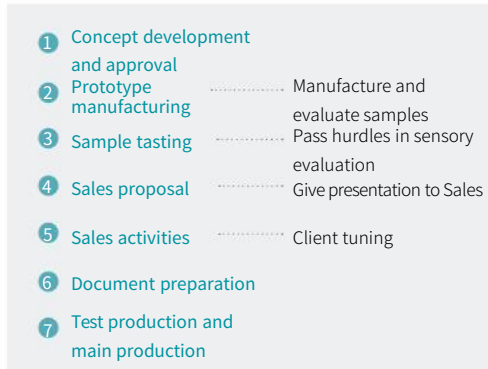 1 Concept development
and approval
2 Prototype
manufacturing
Manufacture and
evaluate samples
3 Sample tasting
Pass hurdles in sensory
evaluation
4 Sales proposal
Give presentation to Sales
5 Sales activities
Client tuning
6 Document preparation
7 Test production and
main production